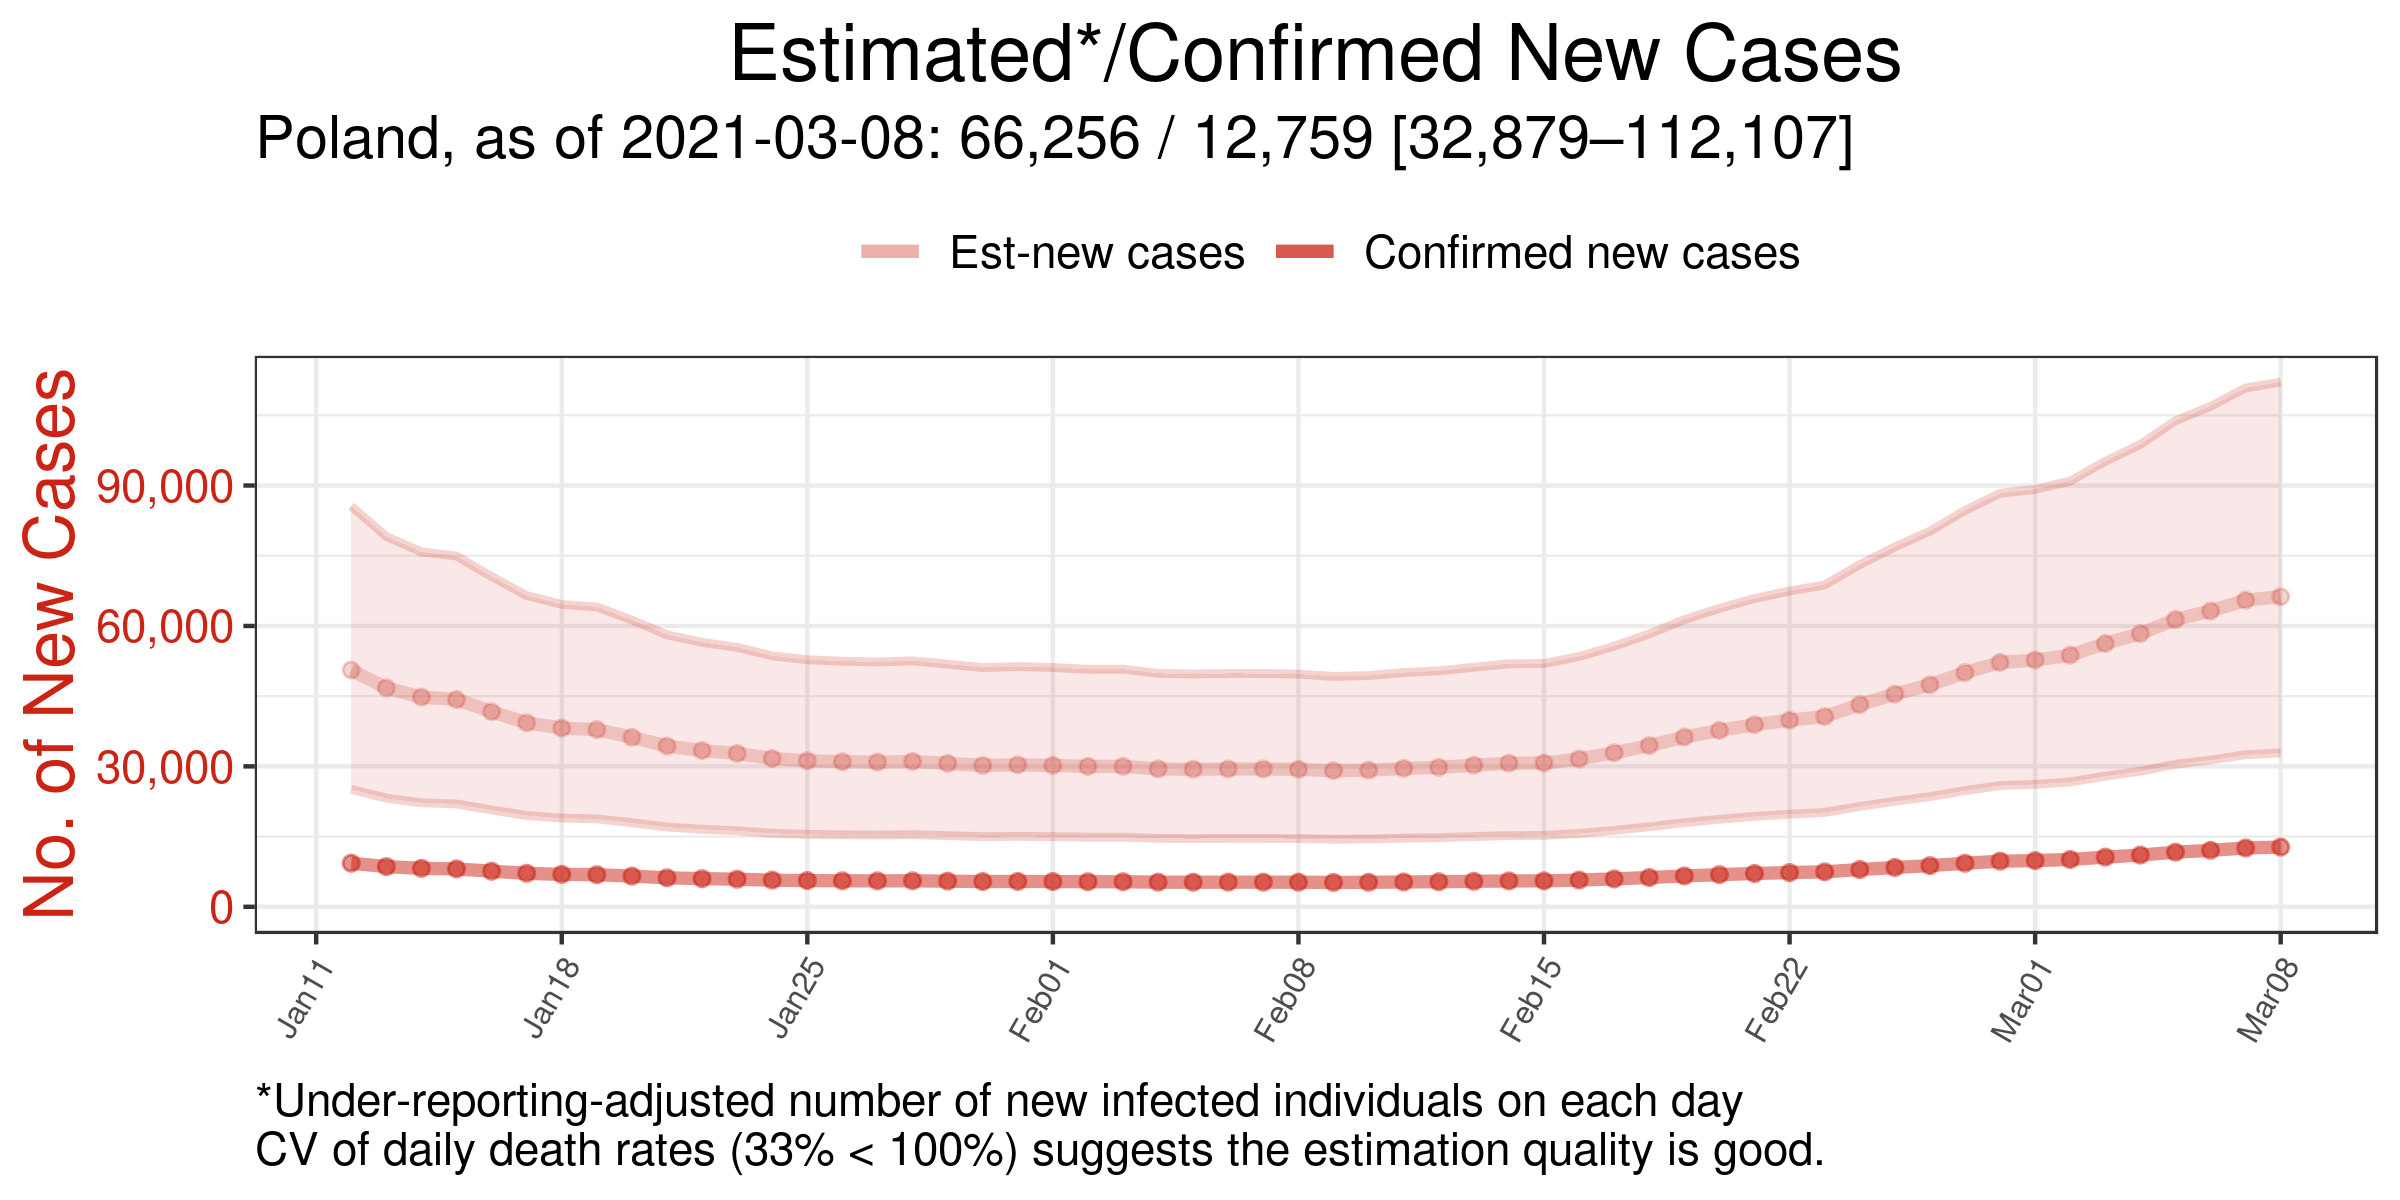 Estimated*/Confirmed New Cases
Poland, as of 2021-03-08: 66,256 / 12,759 [32,879–112,107]
Est-new cases
Confirmed new cases
No. of New Cases
90,000
60,000
30,000
0
Jan11
Jan18
Jan25
Feb01
Feb08
Feb15
Feb22
Mar01
Mar08
*Under-reporting-adjusted number of new infected individuals on each day
CV of daily death rates (33% < 100%) suggests the estimation quality is good.